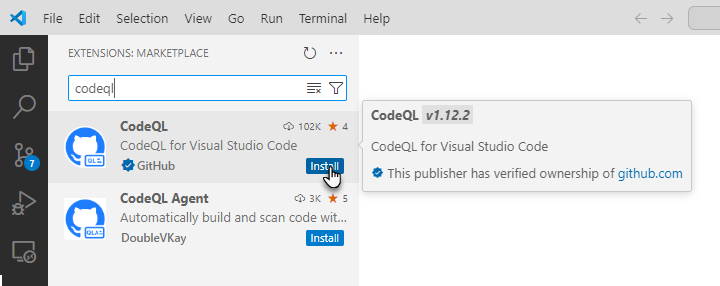 File Edit Selection View Go Run Terminal Help
EXTENSIONS: MARKETPLACE
codeql
CodeQL 102K 4
CodeQL for Visual Studio Code
GitHub Install
QL
CodeQL Agent 3K 5
Automatically build and scan code wit...
DoubleVKay Install
QLA
7
CodeQL v1.12.2
CodeQL for Visual Studio Code
This publisher has verified ownership of github.com